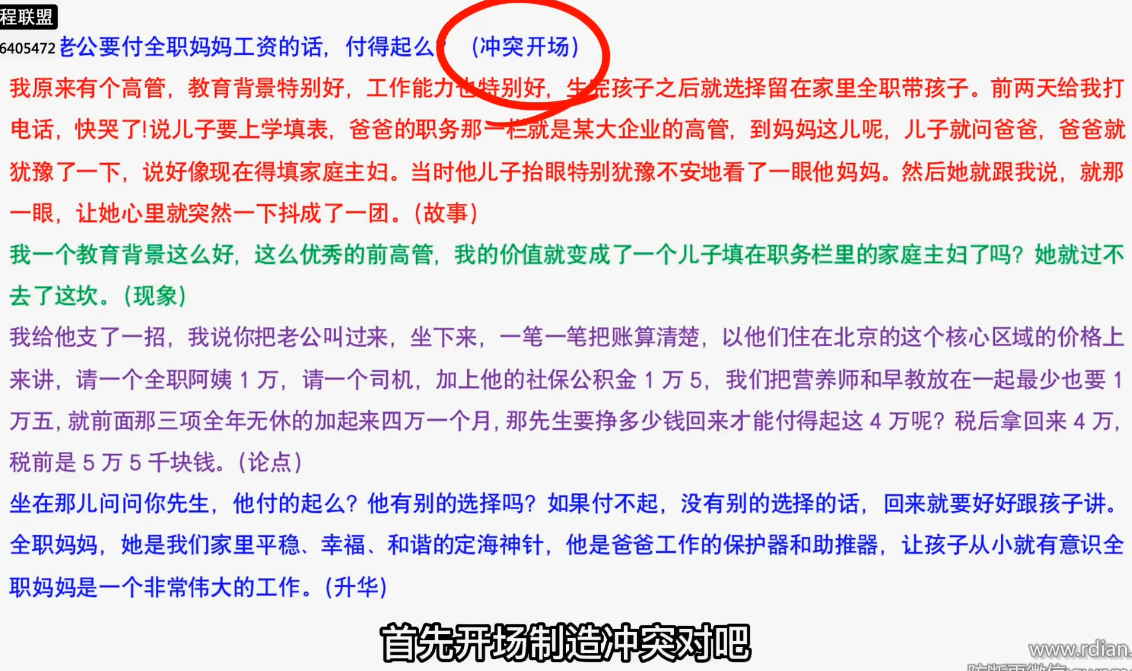 程联盟
6405472
老公要付全职妈妈工资的话，付得起么？（冲突开场）
我原来有个高管，教育背景特别好，工作能力也特别好，生完孩子之后就选择留在家里全职带孩子。前两天给我打
电话，快哭了!说儿子要上学填表，爸爸的职务那一栏就是某大企业的高管，到妈妈这儿呢，儿子就问爸爸，爸爸就
犹豫了一下，说好像现在得填家庭主妇。当时他儿子抬眼特别犹豫不安地看了一眼他妈妈。然后她就跟我说，就那
一眼，让她心里就突然一下抖成了一团。（故事）
我一个教育背景这么好，这么优秀的前高管，我的价值就变成了一个儿子填在职务栏里的家庭主妇了吗？她就过不
去了这坎。（现象）
我给他支了一招，我说你把老公叫过来，坐下来，一笔一笔把账算清楚，以他们住在北京的这个核心区域的价格上
来讲，请一个全职阿姨1万，请一个司机，加上他的社保公积金1万5，我们把营养师和早教放在一起最少也要1
万五，就前面那三项全年无休的加起来四万一个月，那先生要挣多少钱回来才能付得起这4万呢？税后拿回来4万，
税前是5万5千块钱。（论点）
坐在那儿问问你先生，他付的起么？他有别的选择吗？如果付不起，没有别的选择的话，回来就要好好跟孩子讲。
全职妈妈，她是我们家里平稳、幸福、和谐的定海神针，他是爸爸工作的保护器和助推器，让孩子从小就有意识全
职妈妈是一个非常伟大的工作。（升华）
首先开场制造冲突对吧
www.rdian.